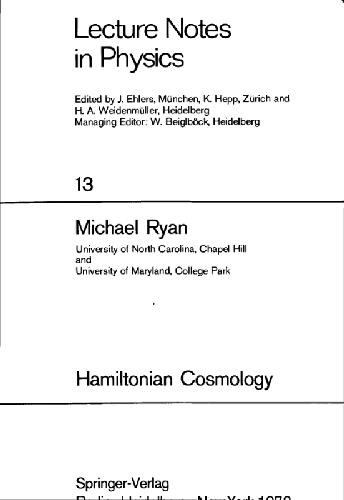 Lecture Notes
in Physics
Edited by J. Ehlers, München, K. Hepp, Zürich and
H. A. Weidenmüller, Heidelberg
Managing Editor: W. Beiglböck, Heidelberg
13
Michael Ryan
University of North Carolina, Chapel Hill
and
University of Maryland, College Park
Hamiltonian Cosmology
Springer-Verlag